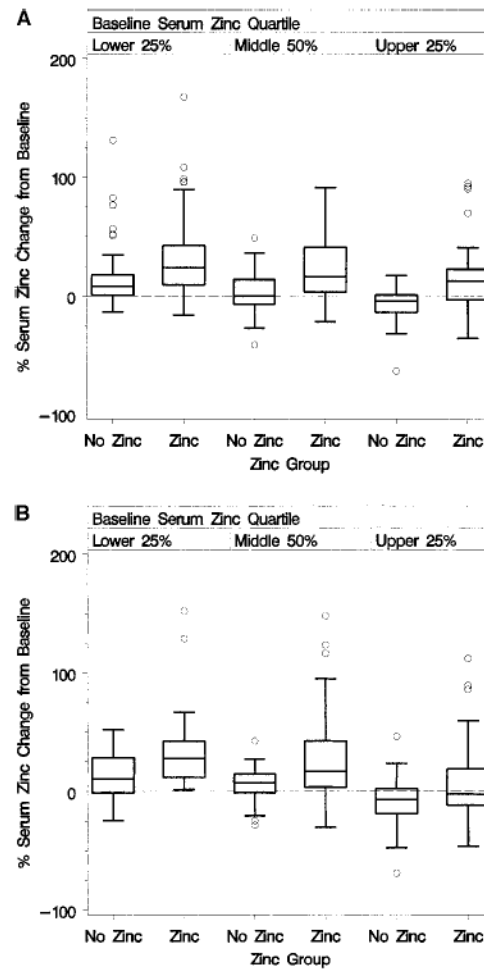 A
Baseline Serum Zinc Quartile
Lower 25% Middle 50% Upper 25%
200
100
0
−100
% Serum Zinc Change from Baseline
No Zinc Zinc No Zinc Zinc No Zinc Zinc
Zinc Group
B
Baseline Serum Zinc Quartile
Lower 25% Middle 50% Upper 25%
200
100
0
−100
% Serum Zinc Change from Baseline
No Zinc Zinc No Zinc Zinc No Zinc Zinc
Zinc Group